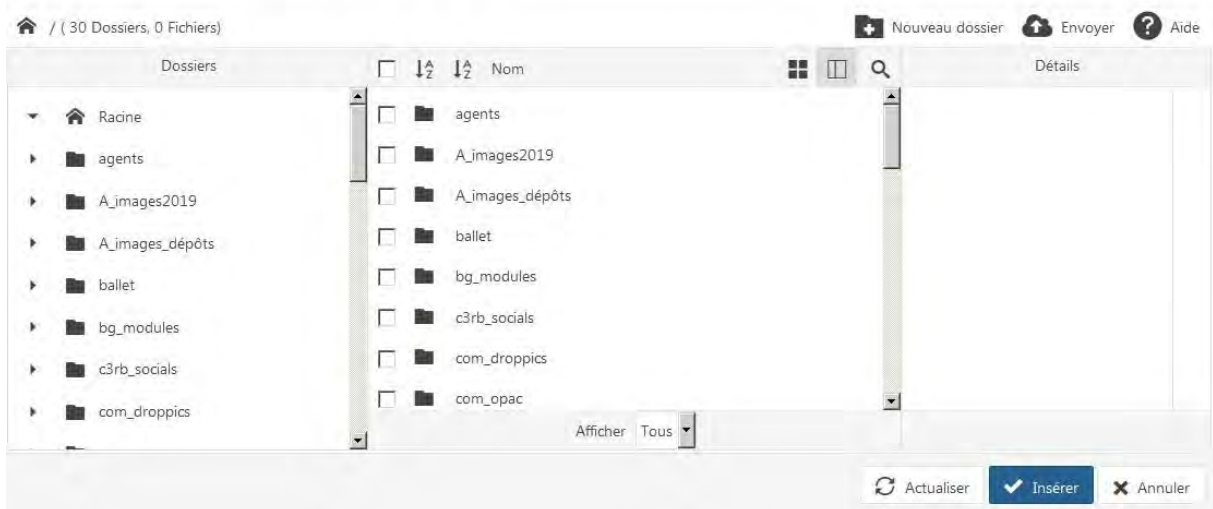 / ( 30 Dossiers, 0 Fichiers)
Nouveau dossier
Envoyer
Aide
Dossiers
Nom
Détails
Racine
agents
A_images2019
A_images_dépôts
ballet
bg_modules
c3rb_socials
com_droppics
agents
A_images2019
A_images_dépôts
ballet
bg_modules
c3rb_socials
com_droppics
com_opac
Afficher Tous
Actualiser
Insérer
Annuler